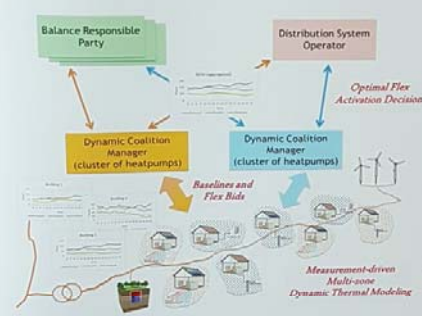 Balance Responsible
Party
Distribution System
Operator
Optimal Flex
Activation Decision
Dynamic Coalition
Manager
(cluster of heatpumps)
Dynamic Coalition
Manager
(cluster of heatpumps)
Baselines and
Flex Bids
Measurement-driven
Multi-zone
Dynamic Thermal Modeling